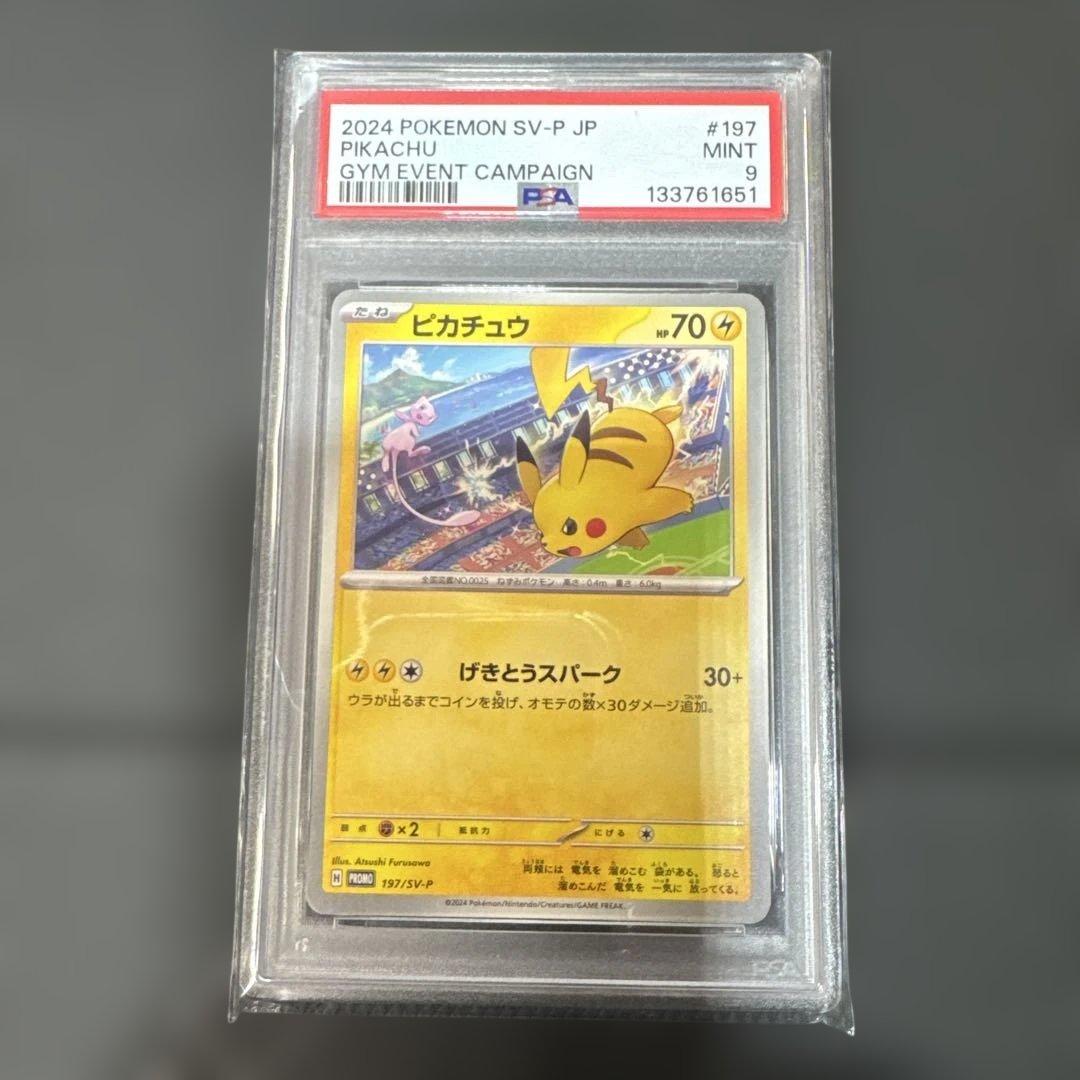 2024 POKEMON SV-P JP #197
PIKACHU MINT
GYM EVENT CAMPAIGN 9
PSA 133761651
たね ピカチュウ HP70
全国図鑑NO.0025 ねずみポケモン 高さ:0.4m 重さ:6.0kg
げきとうスパーク 30+
ウラが出るまでコインを投げ、オモテの数×30ダメージ追加。
弱点 ×2 抵抗力 にげる
Illus. Atsushi Furusawa
両頬には 電気を 溜めこむ 袋がある。 怒ると
溜めこんだ 電気を 一気に 放ってくる。
H PROMO 197/SV-P
©2024 Pokémon/Nintendo/Creatures/GAME FREAK
PSA